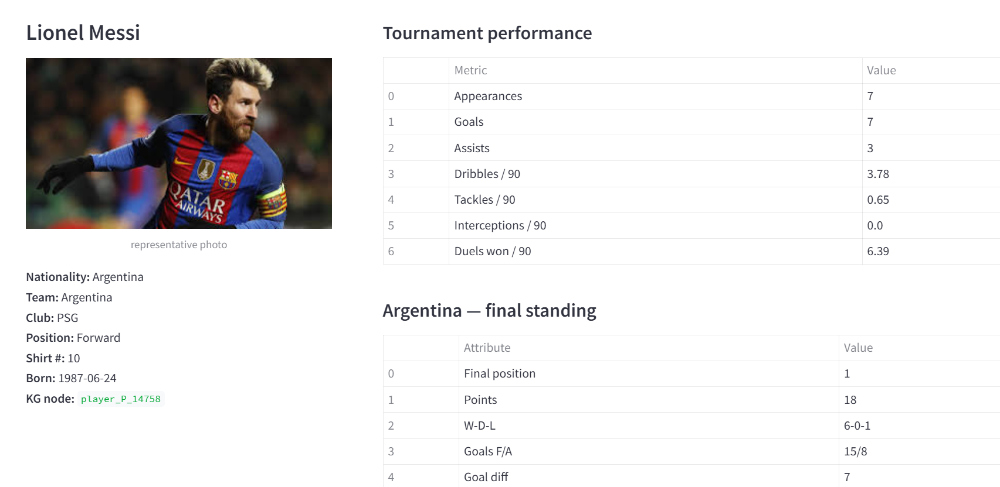 Lionel Messi
QATAR
AIRWAYS
representative photo
Nationality: Argentina
Team: Argentina
Club: PSG
Position: Forward
Shirt #: 10
Born: 1987-06-24
KG node: player_P_14758
Tournament performance
Metric Value
0 Appearances 7
1 Goals 7
2 Assists 3
3 Dribbles / 90 3.78
4 Tackles / 90 0.65
5 Interceptions / 90 0.0
6 Duels won / 90 6.39
Argentina — final standing
Attribute Value
0 Final position 1
1 Points 18
2 W-D-L 6-0-1
3 Goals F/A 15/8
4 Goal diff 7